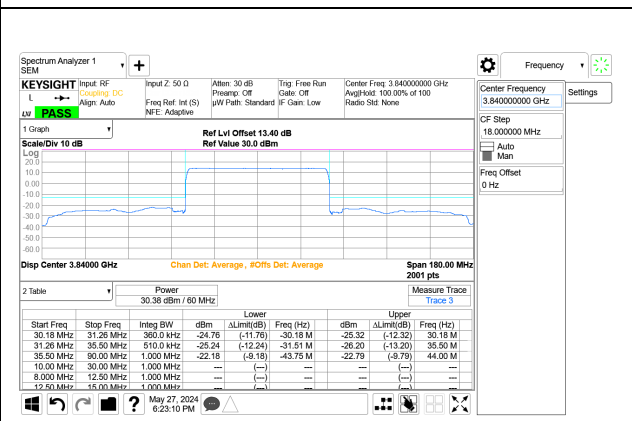 Spectrum Analyzer 1
SEM
Frequency
KEYSIGHT
Input: RF
Coupling: DC
Align: Auto
Input Z: 50 Ω
Freq Ref: Int (S)
NFE: Adaptive
Atten: 30 dB
Preamp: Off
µW Path: Standard
Trig: Free Run
Gate: Off
IF Gain: Low
Center Freq: 3.840000000 GHz
Avg|Hold: 100.00% of 100
Radio Std: None
L
LXI PASS
Center Frequency
3.840000000 GHz
Settings
CF Step
18.000000 MHz
Auto
Man
Freq Offset
0 Hz
1 Graph
Scale/Div 10 dB
Ref Lvl Offset 13.40 dB
Ref Value 30.0 dBm
Log
20.0
10.0
0.00
-10.0
-20.0
-30.0
-40.0
-50.0
-60.0
Disp Center 3.84000 GHz
Chan Det: Average , #Offs Det: Average
Span 180.00 MHz
2001 pts
2 Table
Power
30.38 dBm / 60 MHz
Measure Trace
Trace 3
Lower Upper
Start Freq Stop Freq Integ BW dBm ΔLimit(dB) Freq (Hz) dBm ΔLimit(dB) Freq (Hz)
30.18 MHz 31.26 MHz 360.0 kHz -24.76 (-11.76) -30.18 M -25.32 (-12.32) 30.18 M
31.26 MHz 35.50 MHz 510.0 kHz -25.24 (-12.24) -31.51 M -26.20 (-13.20) 35.50 M
35.50 MHz 90.00 MHz 1.000 MHz -22.18 (-9.18) -43.75 M -22.79 (-9.79) 44.00 M
10.00 MHz 30.00 MHz 1.000 MHz --- (---) --- --- (---) ---
8.000 MHz 12.50 MHz 1.000 MHz --- (---) --- --- (---) ---
12.50 MHz 15.00 MHz 1.000 MHz --- (---) --- --- (---) ---
May 27, 2024
6:23:10 PM